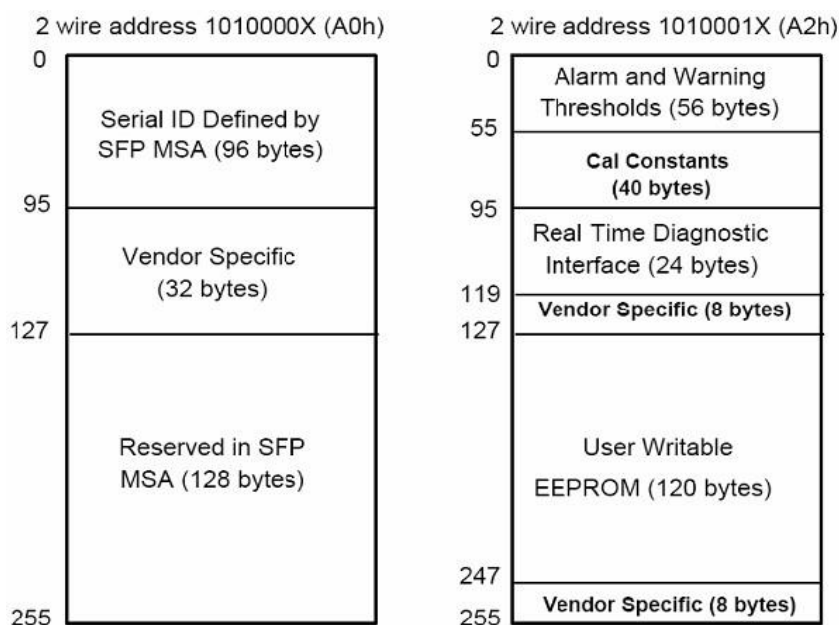 2 wire address 1010000X (A0h)
0
Serial ID Defined by
SFP MSA (96 bytes)
95
Vendor Specific
(32 bytes)
127
Reserved in SFP
MSA (128 bytes)
255
2 wire address 1010001X (A2h)
0
Alarm and Warning
Thresholds (56 bytes)
55
Cal Constants
(40 bytes)
95
Real Time Diagnostic
Interface (24 bytes)
119
Vendor Specific (8 bytes)
127
User Writable
EEPROM (120 bytes)
247
Vendor Specific (8 bytes)
255